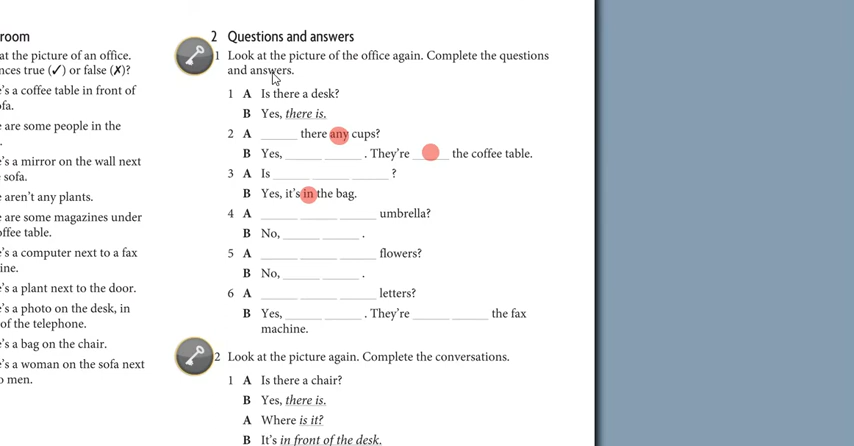 room
at the picture of an office.
nces true (✓) or false (✗)?
e's a coffee table in front of
ofa.
e are some people in the
.
e's a mirror on the wall next
sofa.
e aren't any plants.
e are some magazines under
offee table.
e's a computer next to a fax
ine.
e's a plant next to the door.
e's a photo on the desk, in
of the telephone.
e's a bag on the chair.
e's a woman on the sofa next
o men.
2 Questions and answers
1 Look at the picture of the office again. Complete the questions
and answers.
1 A Is there a desk?
B Yes, there is.
2 A ______ there any cups?
B Yes, ______ ______ . They're ______ the coffee table.
3 A Is ______ ______ ______ ?
B Yes, it's in the bag.
4 A ______ ______ ______ umbrella?
B No, ______ ______ .
5 A ______ ______ ______ flowers?
B No, ______ ______ .
6 A ______ ______ ______ letters?
B Yes, ______ ______ . They're ______ ______ the fax
machine.
2 Look at the picture again. Complete the conversations.
1 A Is there a chair?
B Yes, there is.
A Where is it?
B It's in front of the desk.